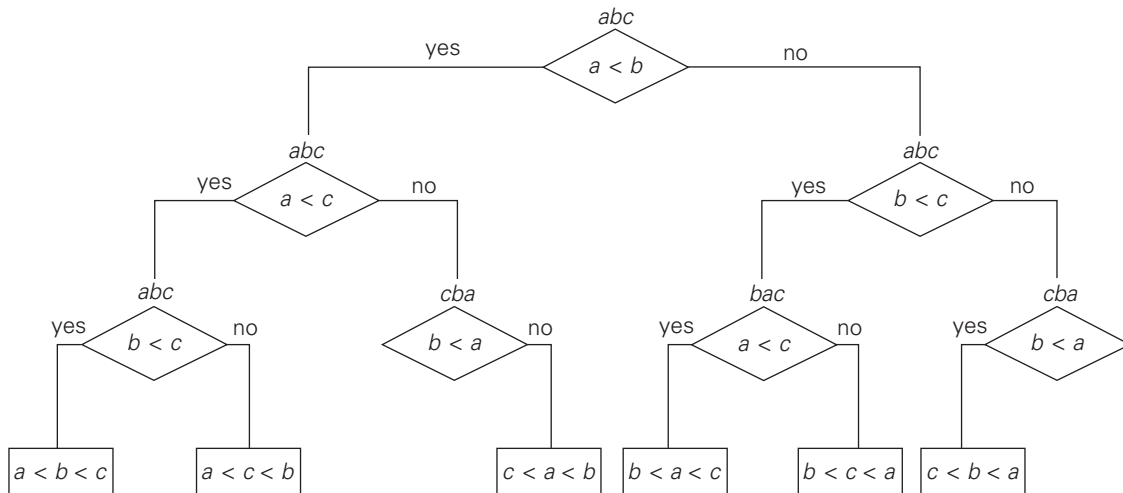 abc
yes
a < b
no
abc
abc
yes
a < c
no
yes
b < c
no
abc
cba
bac
cba
yes
b < c
no
b < a
no
yes
a < c
no
yes
b < a
a < b < c
a < c < b
c < a < b
b < a < c
b < c < a
c < b < a